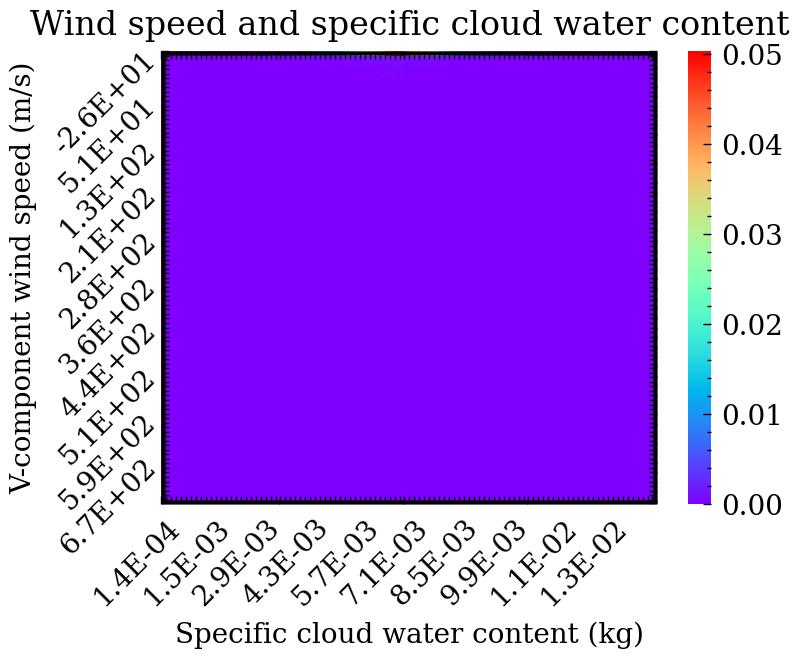 Wind speed and specific cloud water content
V-component wind speed (m/s)
-2.6E+01
5.1E+01
1.3E+02
2.1E+02
2.8E+02
3.6E+02
4.4E+02
5.1E+02
5.9E+02
6.7E+02
1.4E-04
1.5E-03
2.9E-03
4.3E-03
5.7E-03
7.1E-03
8.5E-03
9.9E-03
1.1E-02
1.3E-02
Specific cloud water content (kg)
0.05
0.04
0.03
0.02
0.01
0.00